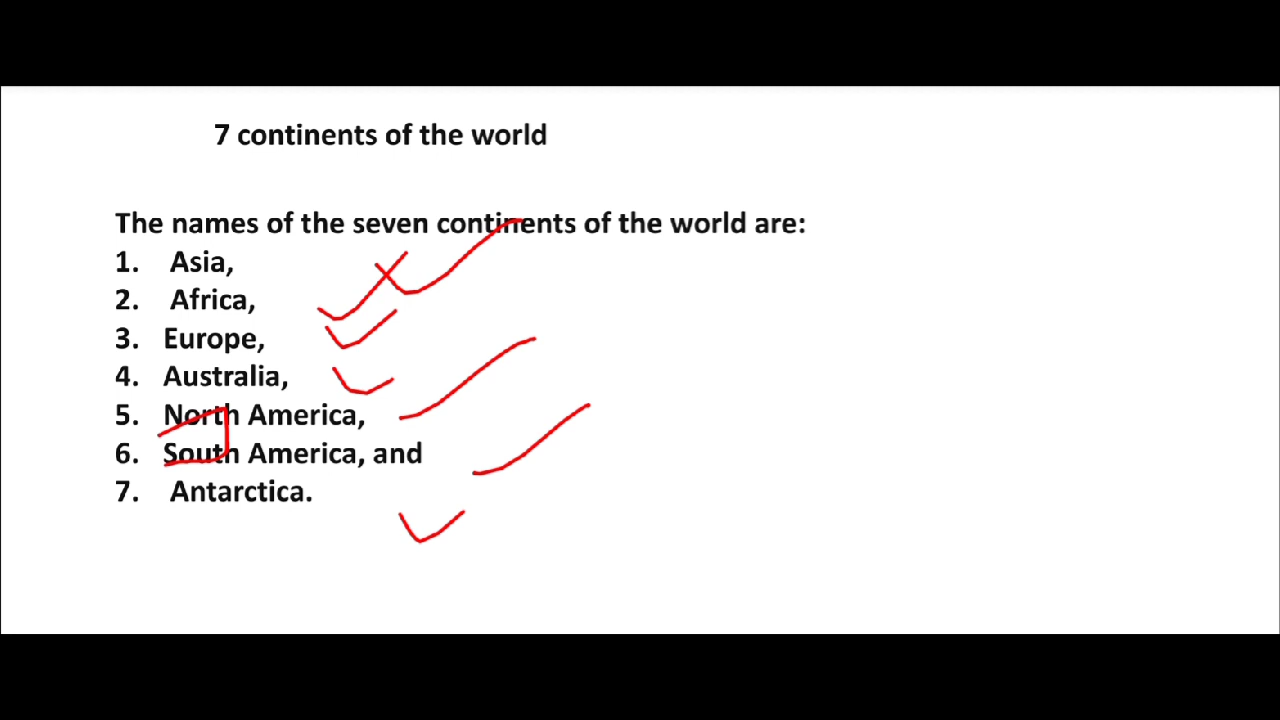 7 continents of the world
The names of the seven continents of the world are:
1. Asia,
2. Africa,
3. Europe,
4. Australia,
5. North America,
6. South America, and
7. Antarctica.